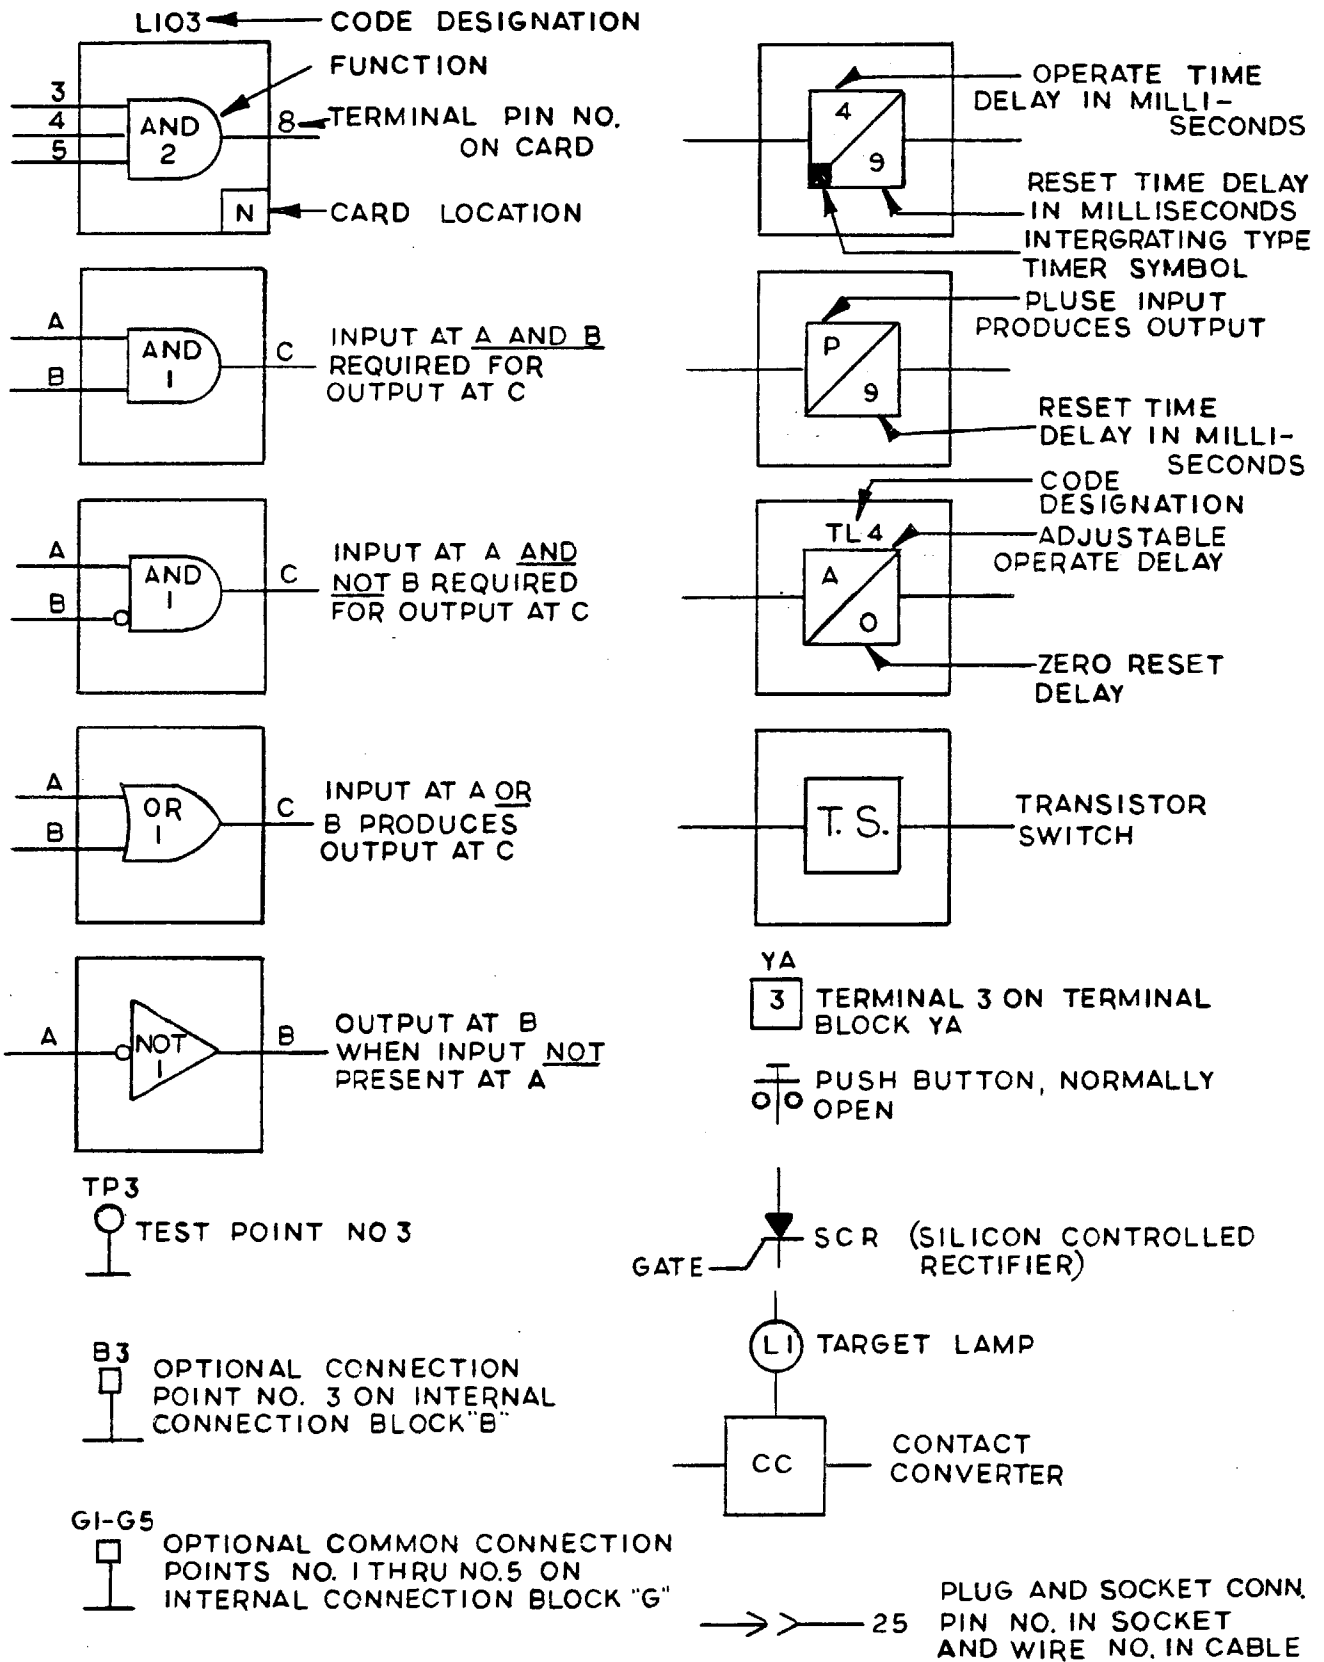 L103 CODE DESIGNATION
FUNCTION
3
4
5
AND
2
8
TERMINAL PIN NO.
ON CARD
N
CARD LOCATION
A
B
AND
1
C
INPUT AT A AND B
REQUIRED FOR
OUTPUT AT C
A
B
AND
1
C
INPUT AT A AND
NOT B REQUIRED
FOR OUTPUT AT C
A
B
OR
1
C
INPUT AT A OR
B PRODUCES
OUTPUT AT C
A
NOT
1
B
OUTPUT AT B
WHEN INPUT NOT
PRESENT AT A
TP3
TEST POINT NO 3
B3
OPTIONAL CONNECTION
POINT NO. 3 ON INTERNAL
CONNECTION BLOCK "B"
G1-G5
OPTIONAL COMMON CONNECTION
POINTS NO. 1 THRU NO. 5 ON
INTERNAL CONNECTION BLOCK "G"
4
9
OPERATE TIME
DELAY IN MILLI-
SECONDS
RESET TIME DELAY
IN MILLISECONDS
INTERGRATING TYPE
TIMER SYMBOL
P
9
PLUSE INPUT
PRODUCES OUTPUT
RESET TIME
DELAY IN MILLI-
SECONDS
CODE
DESIGNATION
TL4
A
0
ADJUSTABLE
OPERATE DELAY
ZERO RESET
DELAY
T. S.
TRANSISTOR
SWITCH
YA
3
TERMINAL 3 ON TERMINAL
BLOCK YA
PUSH BUTTON, NORMALLY
OPEN
GATE
SCR (SILICON CONTROLLED
RECTIFIER)
L1
TARGET LAMP
CC
CONTACT
CONVERTER
25
PLUG AND SOCKET CONN.
PIN NO. IN SOCKET
AND WIRE NO. IN CABLE